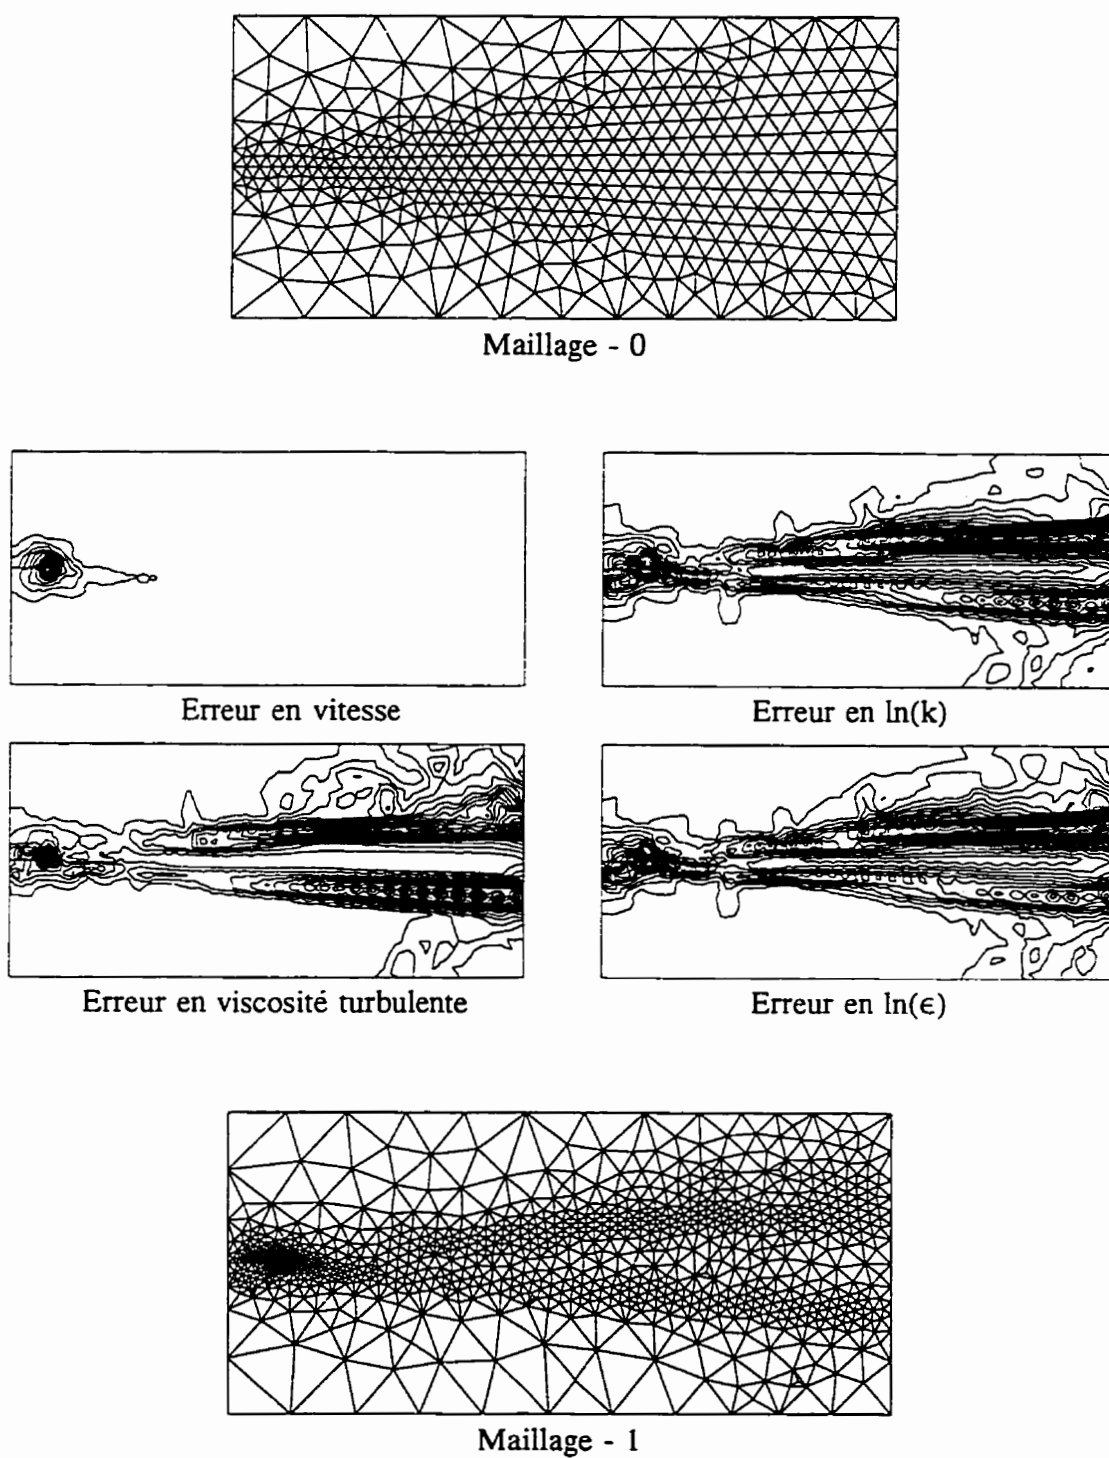 Maillage - 0
Erreur en vitesse
Erreur en ln(k)
Erreur en viscosité turbulente
Erreur en ln(ϵ)
Maillage - 1